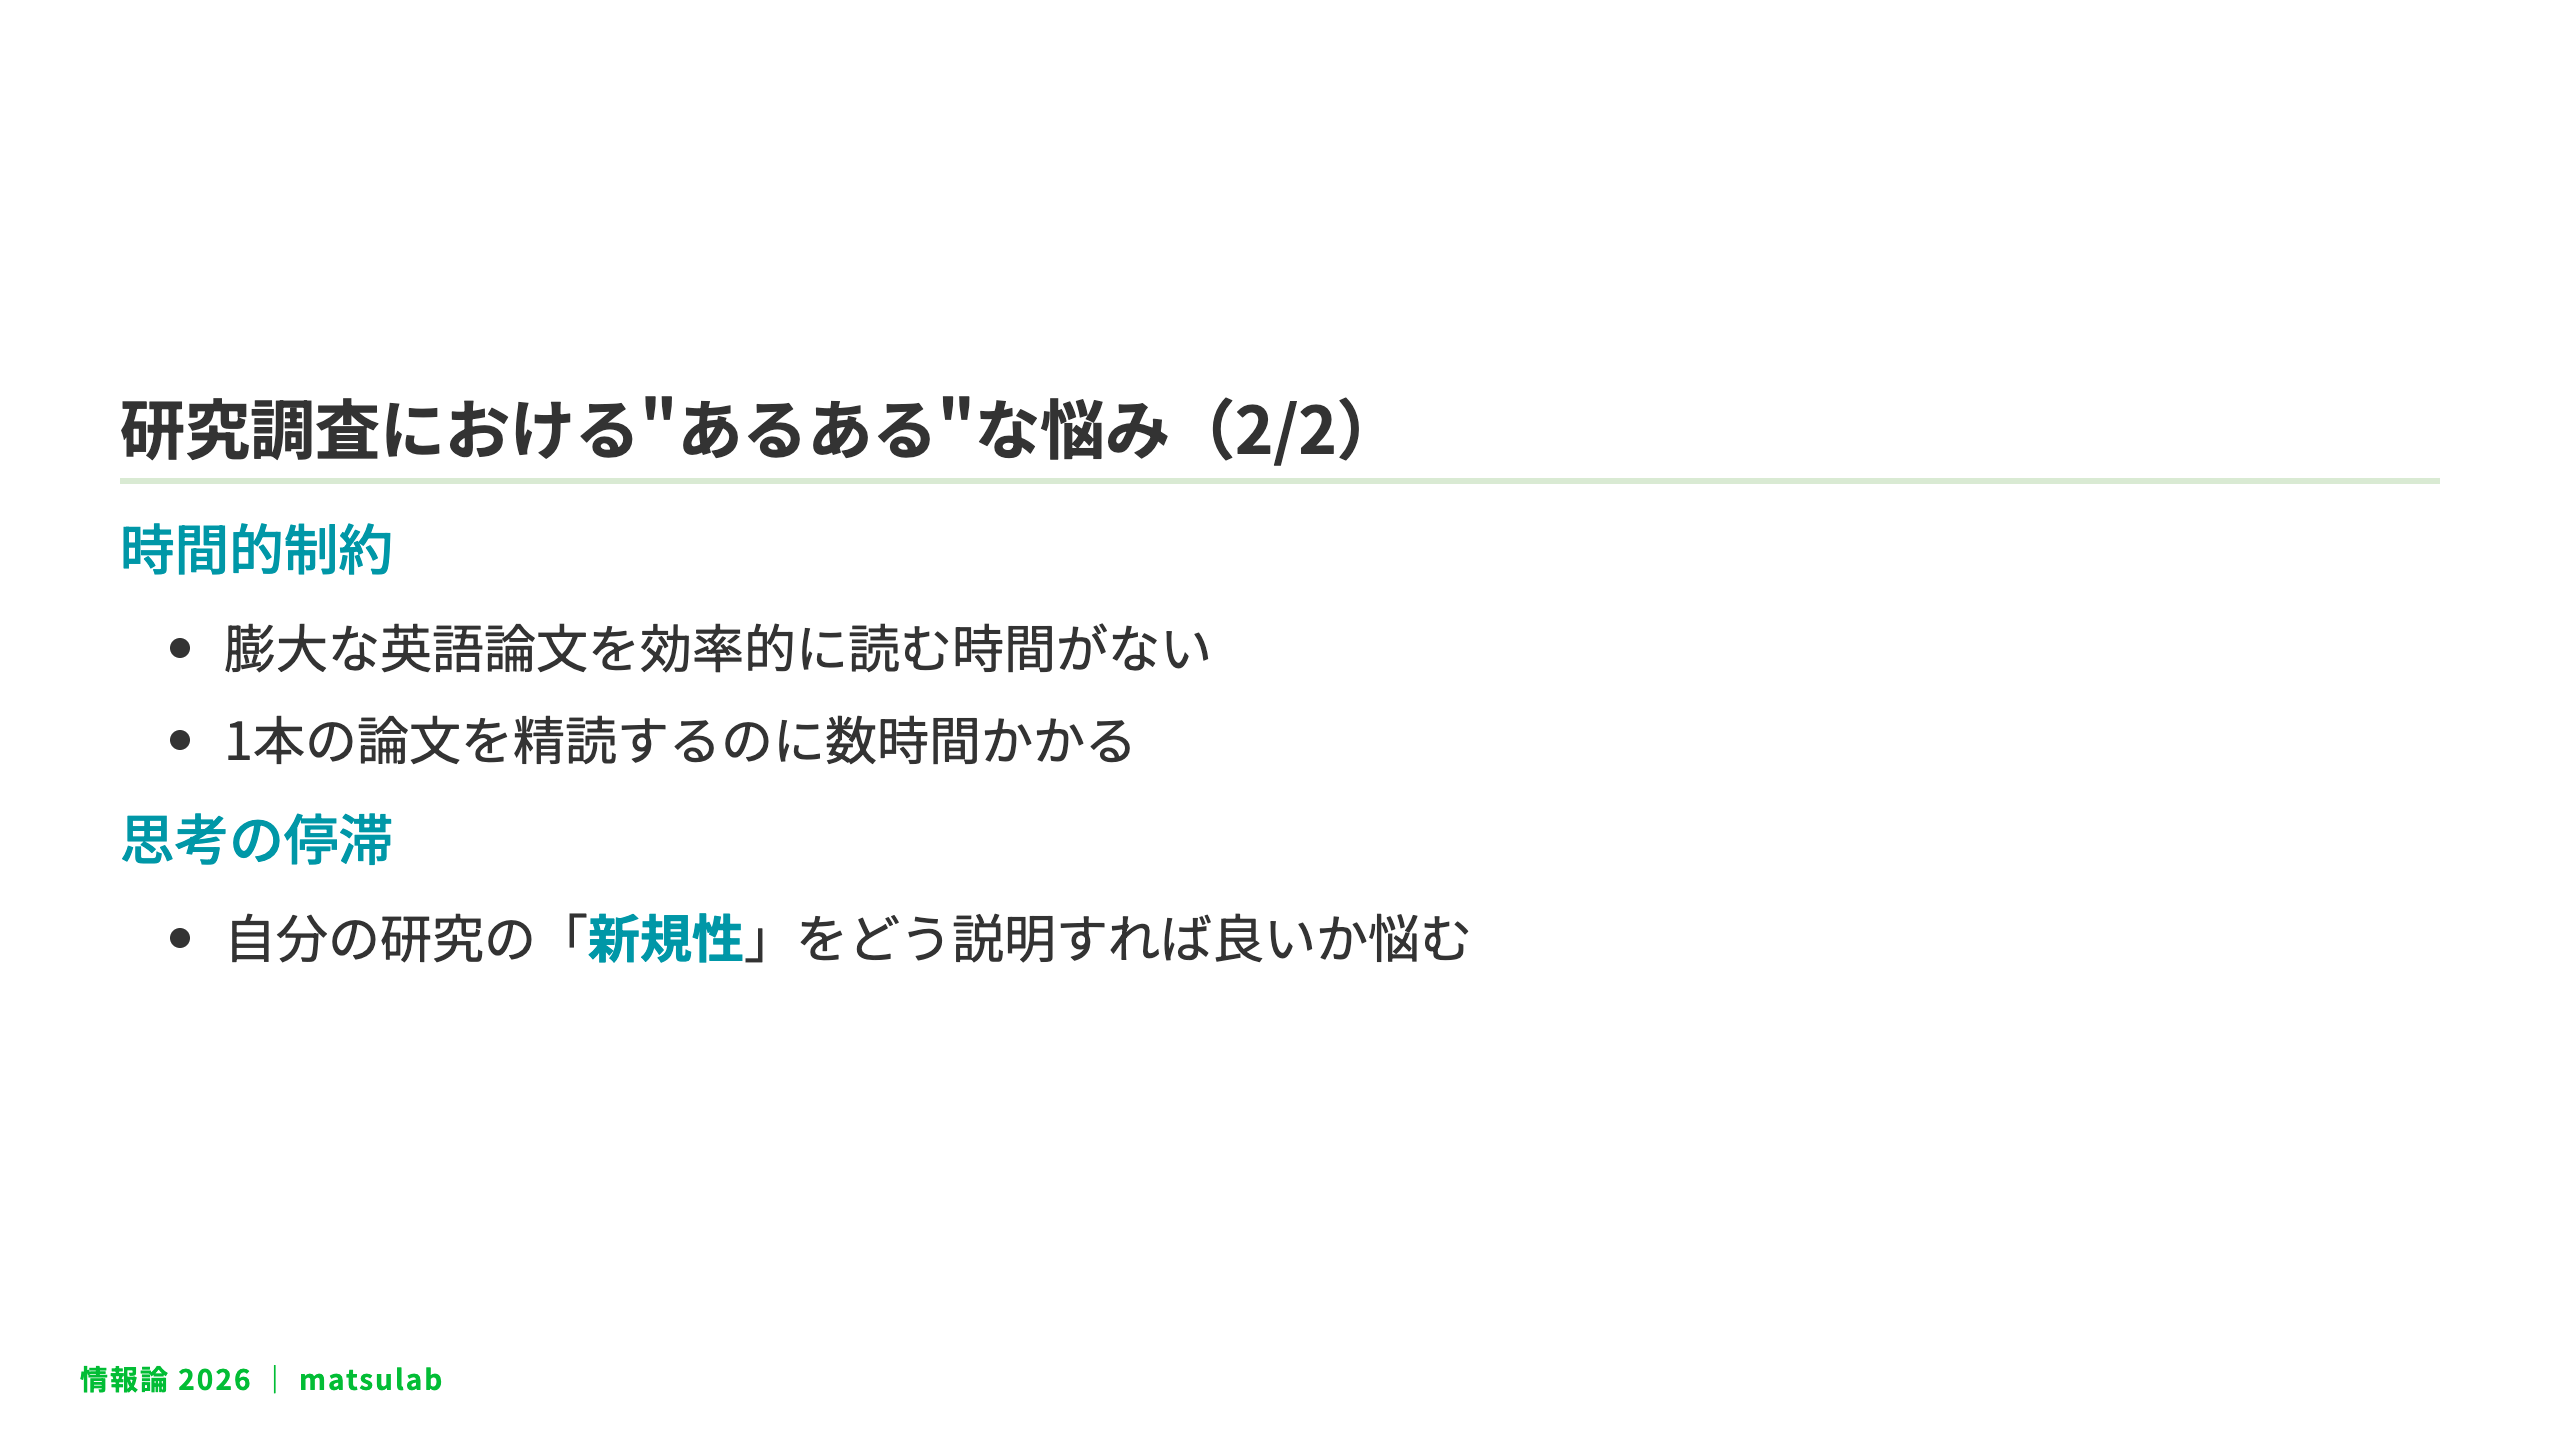 研究調査における"あるある"な悩み（2/2）
時間的制約
• 膨大な英語論文を効率的に読む時間がない
• 1本の論文を精読するのに数時間かかる
思考の停滞
• 自分の研究の「新規性」をどう説明すれば良いか悩む
情報論 2026 ｜ matsulab